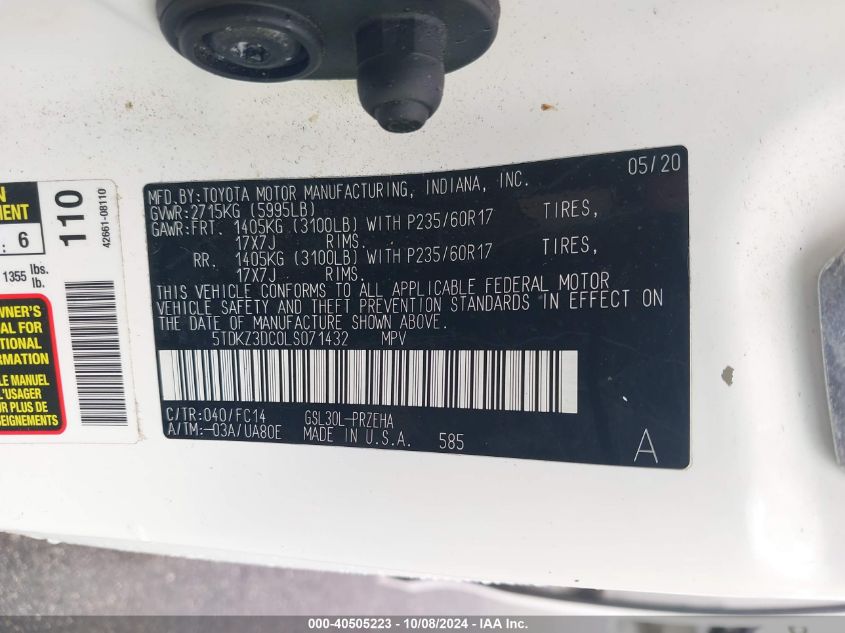 N
MENT
: 6
1355 lbs.
lb.
110
42661-08110
WNER'S
AL FOR
TIONAL
RMATION
LE MANUEL
L'USAGER
UR PLUS DE
SEIGNEMENTS
05/20
MFD.BY:TOYOTA MOTOR MANUFACTURING, INDIANA, INC.
GVWR:2715KG (5995LB)
GAWR:FRT. 1405KG (3100LB) WITH P235/60R17 TIRES,
17X7J RIMS.
RR. 1405KG (3100LB) WITH P235/60R17 TIRES,
17X7J RIMS.
THIS VEHICLE CONFORMS TO ALL APPLICABLE FEDERAL MOTOR
VEHICLE SAFETY AND THEFT PREVENTION STANDARDS IN EFFECT ON
THE DATE OF MANUFACTURE SHOWN ABOVE.
5TDKZ3DC0LS071432 MPV
C/TR:040/FC14 GSL30L-PRZEHA
A/TM:-03A/UA80E MADE IN U.S.A. 585
A
000-40505223 - 10/08/2024 - IAA Inc.